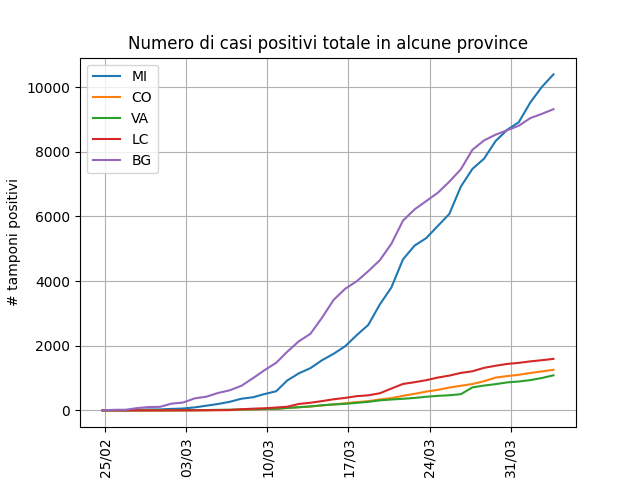 Numero di casi positivi totale in alcune province
MI
CO
VA
LC
BG
# tamponi positivi
10000
8000
6000
4000
2000
0
25/02
03/03
10/03
17/03
24/03
31/03